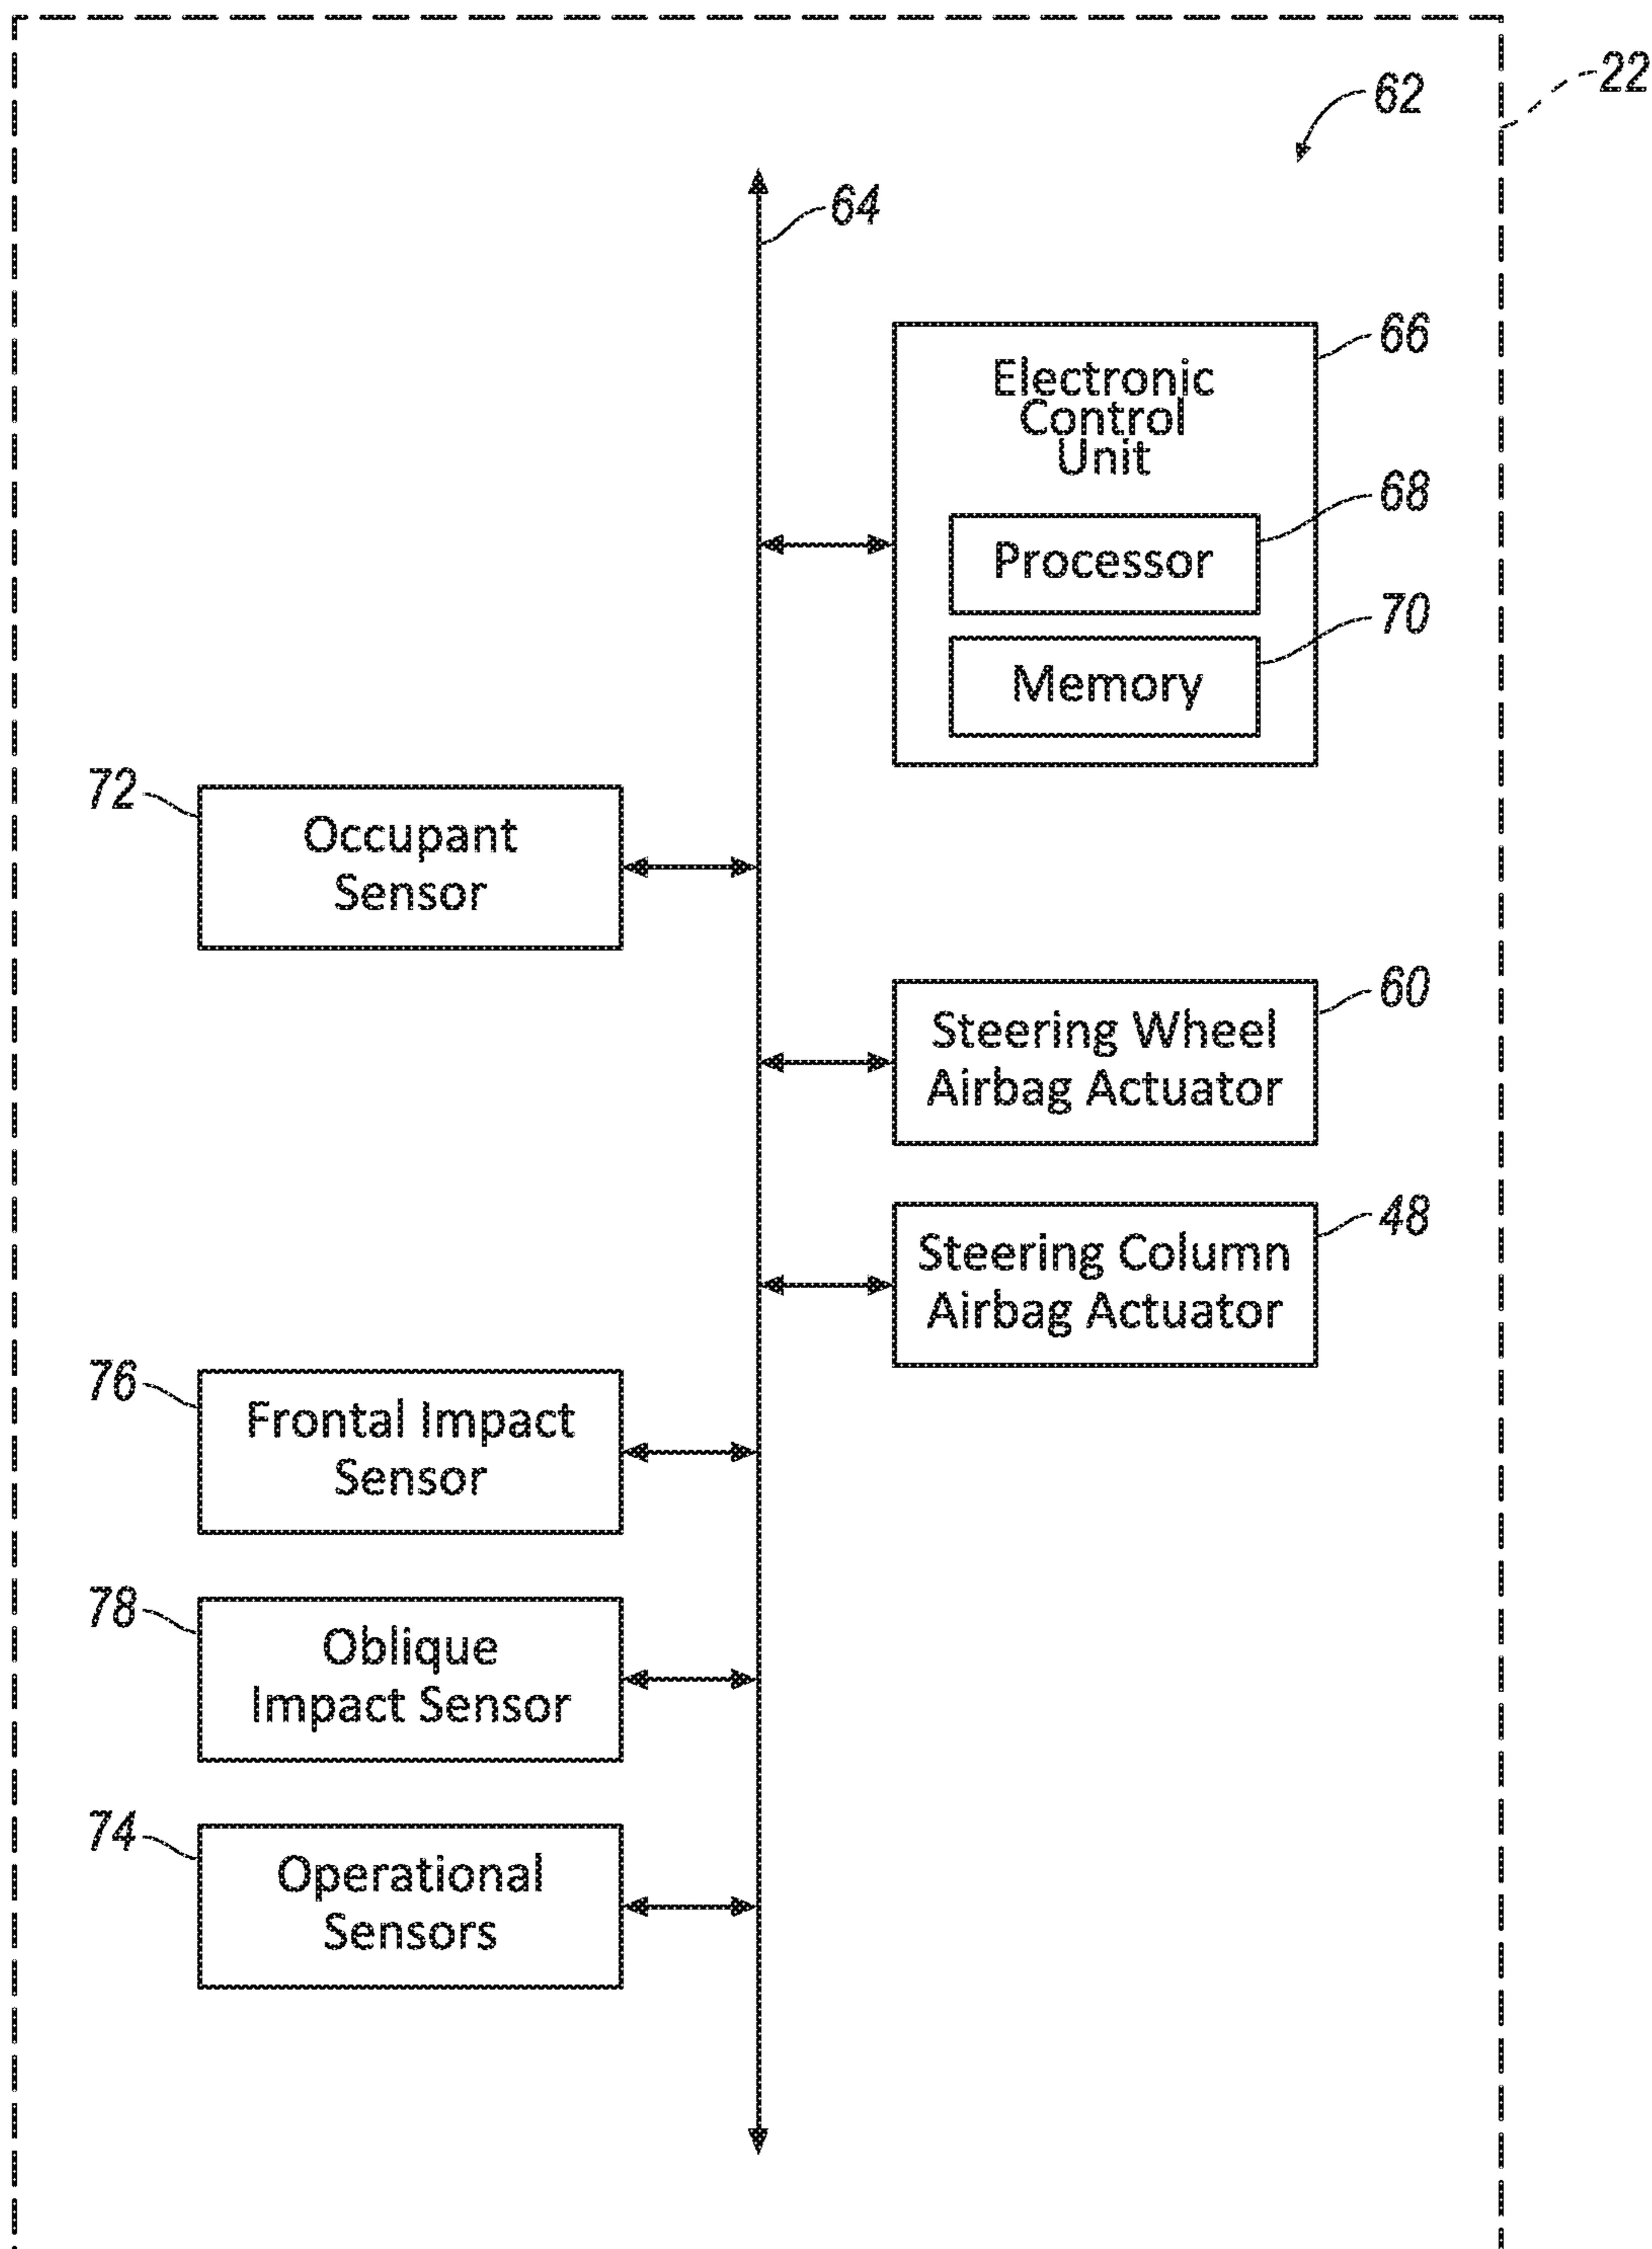 22
62
64
66
Electronic
Control
Unit
68
Processor
70
Memory
72
Occupant
Sensor
60
Steering Wheel
Airbag Actuator
48
Steering Column
Airbag Actuator
76
Frontal Impact
Sensor
78
Oblique
Impact Sensor
74
Operational
Sensors